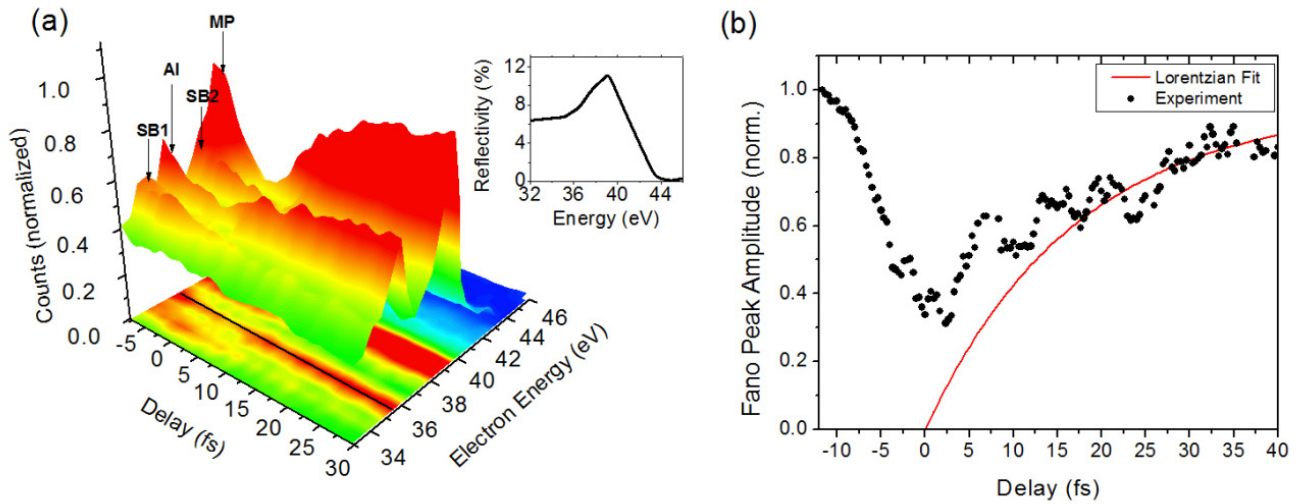 (a)
MP
AI
SB2
SB1
1.0
0.8
0.6
0.4
0.2
0.0
Counts (normalized)
-5
0
5
10
15
20
25
30
Delay (fs)
34
36
38
40
42
44
46
Electron Energy (eV)
12
8
4
0
Reflectivity (%)
32 36 40 44
Energy (eV)
(b)
Lorentzian Fit
Experiment
1.0
0.8
0.6
0.4
0.2
0.0
Fano Peak Amplitude (norm.)
-10 -5 0 5 10 15 20 25 30 35 40
Delay (fs)